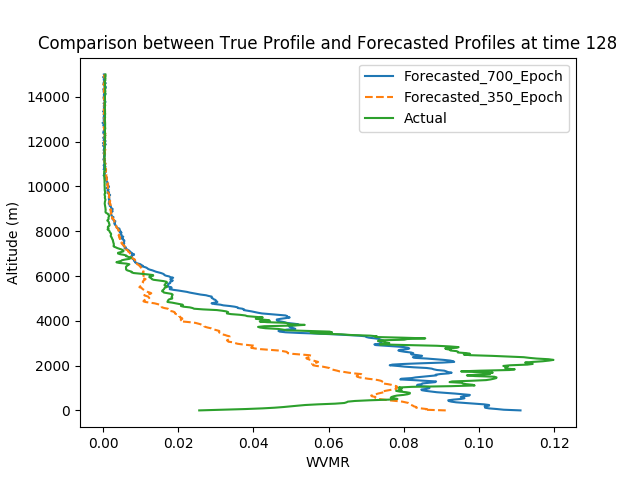 Comparison between True Profile and Forecasted Profiles at time 128
Forecasted_700_Epoch
Forecasted_350_Epoch
Actual
14000
12000
10000
8000
6000
4000
2000
0
Altitude (m)
0.00 0.02 0.04 0.06 0.08 0.10 0.12
WVMR